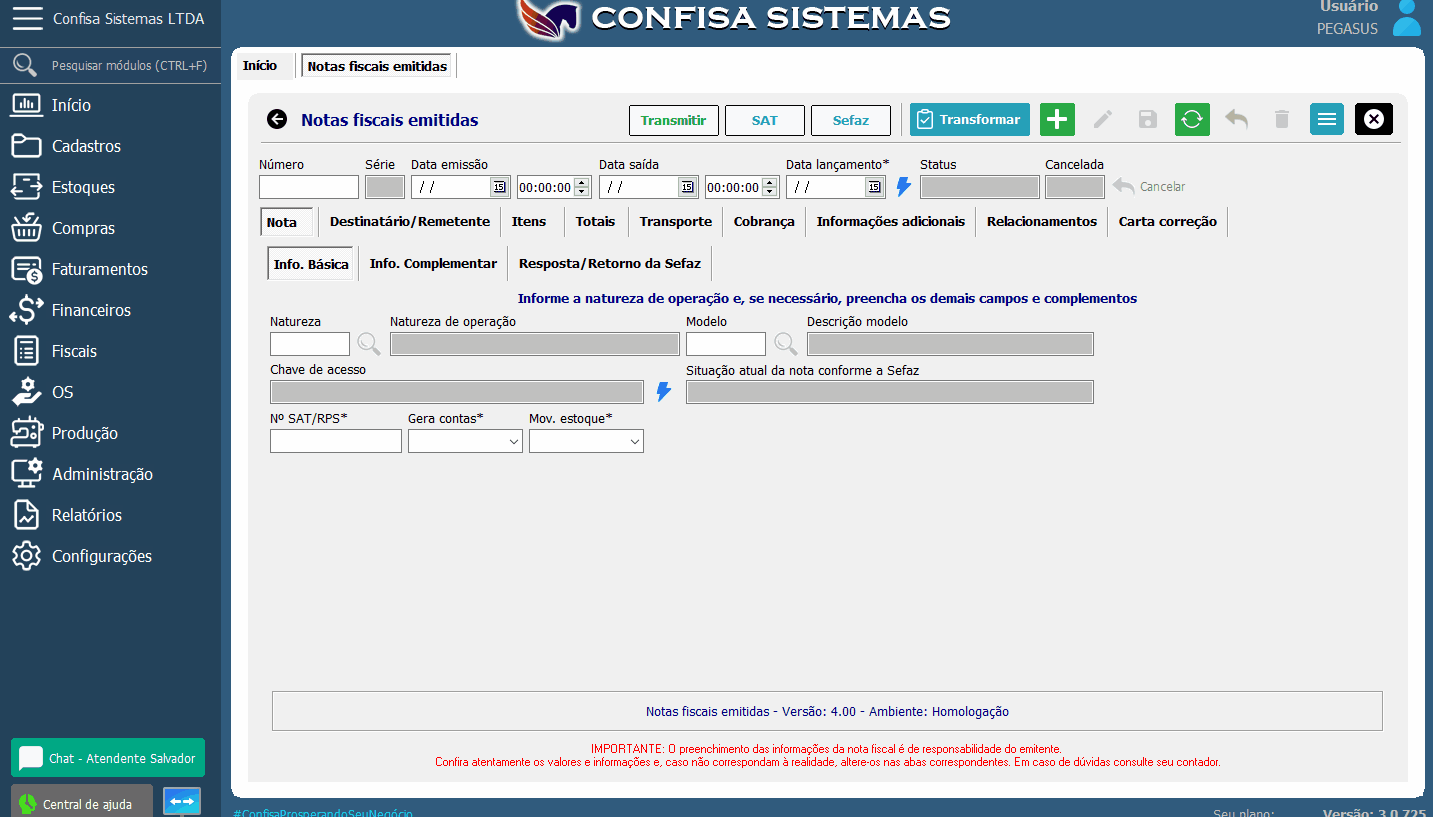 Confisa Sistemas LTDA
CONFISA SISTEMAS
Usuário
PEGASUS
Pesquisar módulos (CTRL+F)
Início
Cadastros
Estoques
Compras
Faturamentos
Financeiros
Fiscais
OS
Produção
Administração
Relatórios
Configurações
Chat - Atendente Salvador
Central de ajuda
Início
Notas fiscais emitidas
Notas fiscais emitidas
Transmitir
SAT
Sefaz
Transformar
Número
Série
Data emissão
Data saída
Data lançamento*
Status
Cancelada
/ /
15
00:00:00
/ /
15
00:00:00
/ /
15
Cancelar
Nota
Destinatário/Remetente
Itens
Totais
Transporte
Cobrança
Informações adicionais
Relacionamentos
Carta correção
Info. Básica
Info. Complementar
Resposta/Retorno da Sefaz
Informe a natureza de operação e, se necessário, preencha os demais campos e complementos
Natureza
Natureza de operação
Modelo
Descrição modelo
Chave de acesso
Situação atual da nota conforme a Sefaz
Nº SAT/RPS*
Gera contas*
Mov. estoque*
Notas fiscais emitidas - Versão: 4.00 - Ambiente: Homologação
IMPORTANTE: O preenchimento das informações da nota fiscal é de responsabilidade do emitente.
Confira atentamente os valores e informações e, caso não correspondam à realidade, altere-os nas abas correspondentes. Em caso de dúvidas consulte seu contador.
#ConfisaProsperandoSeuNegócio
Seu plano:
Versão: 3.0.725